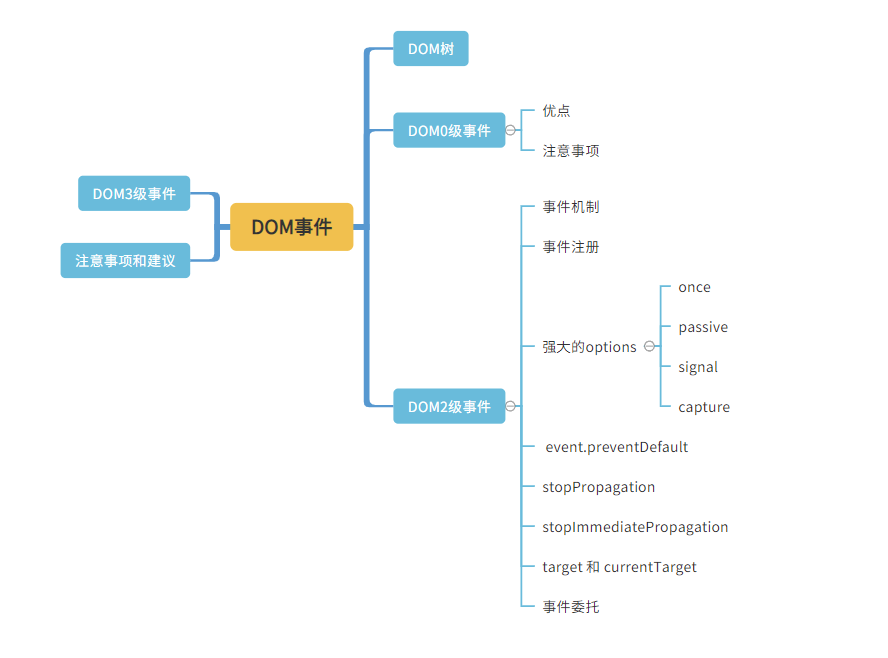 DOM事件
DOM树
DOM0级事件
优点
注意事项
DOM2级事件
事件机制
事件注册
强大的options
once
passive
signal
capture
event.preventDefault
stopPropagation
stopImmediatePropagation
target 和 currentTarget
事件委托
DOM3级事件
注意事项和建议